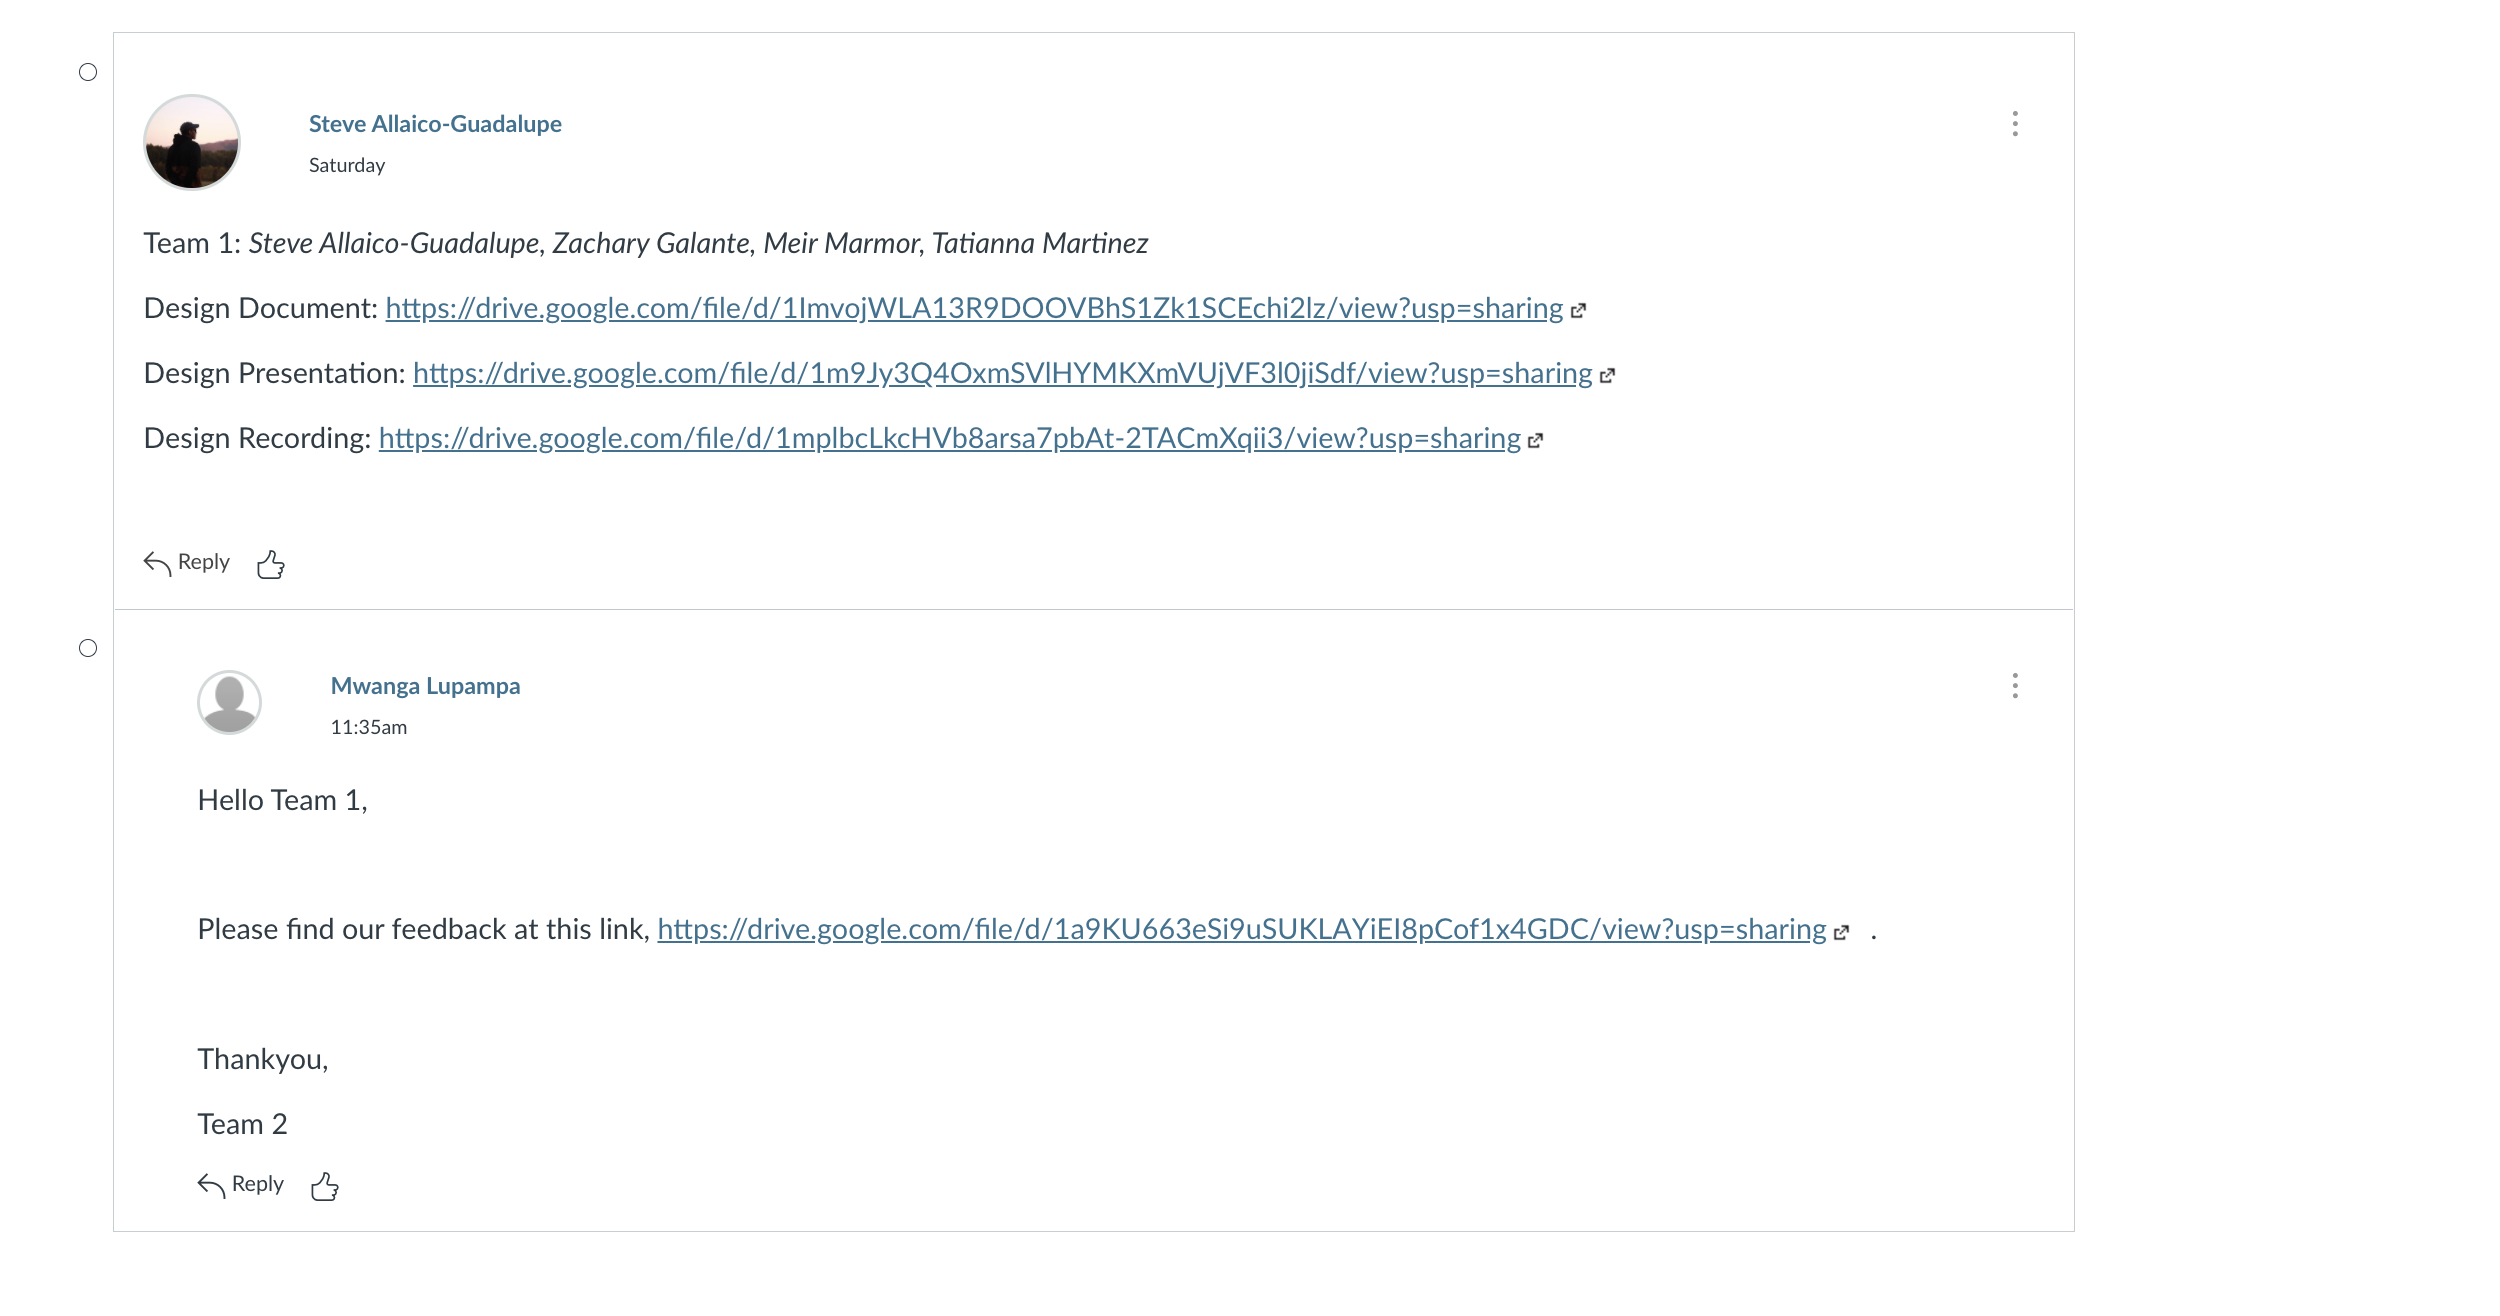 Steve Allaico-Guadalupe
Saturday
Team 1: Steve Allaico-Guadalupe, Zachary Galante, Meir Marmor, Tatianna Martinez
Design Document: https://drive.google.com/file/d/1ImvojWLA13R9DOOVBhS1Zk1SCEchi2lz/view?usp=sharing
Design Presentation: https://drive.google.com/file/d/1m9Jy3Q4OxmSVlHYMKXmVUjVF3l0jiSdf/view?usp=sharing
Design Recording: https://drive.google.com/file/d/1mplbcLkcHVb8arsa7pbAt-2TACmXqii3/view?usp=sharing
Reply
Mwanga Lupampa
11:35am
Hello Team 1,
Please find our feedback at this link, https://drive.google.com/file/d/1a9KU663eSi9uSUKLAYiEI8pCof1x4GDC/view?usp=sharing .
Thankyou,
Team 2
Reply